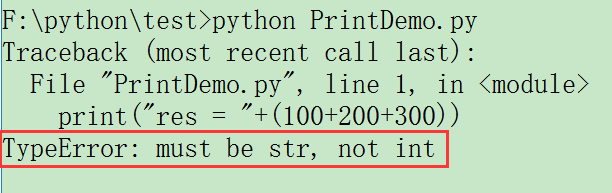 F:\python\test>python PrintDemo.py
Traceback (most recent call last):
  File "PrintDemo.py", line 1, in <module>
    print("res = "+(100+200+300))
TypeError: must be str, not int